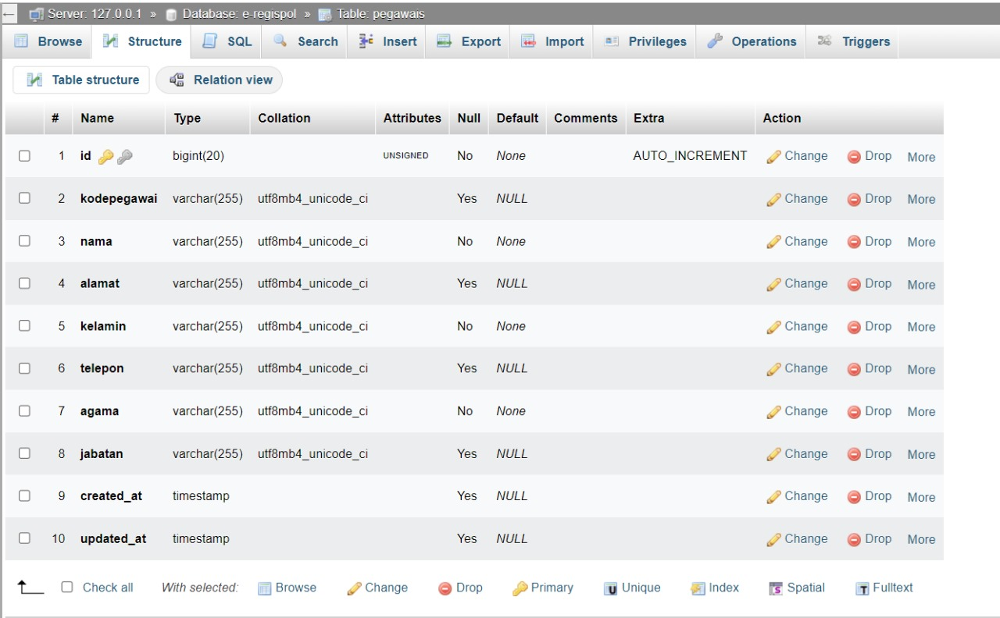 Server: 127.0.0.1 » Database: e-regispol » Table: pegawais
Browse Structure SQL Search Insert Export Import Privileges Operations Triggers
Table structure Relation view
# Name Type Collation Attributes Null Default Comments Extra Action
1 id bigint(20) UNSIGNED No None AUTO_INCREMENT Change Drop More
2 kodepegawai varchar(255) utf8mb4_unicode_ci Yes NULL Change Drop More
3 nama varchar(255) utf8mb4_unicode_ci No None Change Drop More
4 alamat varchar(255) utf8mb4_unicode_ci Yes NULL Change Drop More
5 kelamin varchar(255) utf8mb4_unicode_ci No None Change Drop More
6 telepon varchar(255) utf8mb4_unicode_ci Yes NULL Change Drop More
7 agama varchar(255) utf8mb4_unicode_ci No None Change Drop More
8 jabatan varchar(255) utf8mb4_unicode_ci Yes NULL Change Drop More
9 created_at timestamp Yes NULL Change Drop More
10 updated_at timestamp Yes NULL Change Drop More
Check all With selected: Browse Change Drop Primary Unique Index Spatial Fulltext